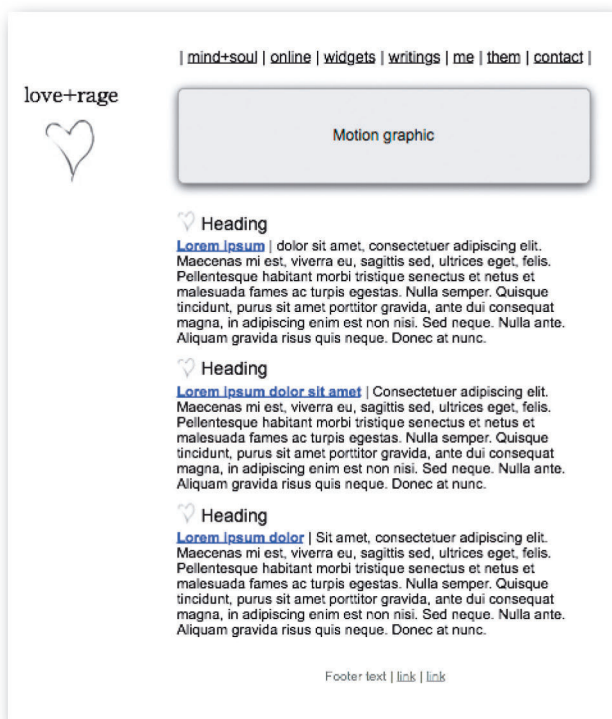 | mind+soul | online | widgets | writings | me | them | contact |
love+rage
Motion graphic
Heading
Lorem ipsum | dolor sit amet, consectetuer adipiscing elit.
Maecenas mi est, viverra eu, sagittis sed, ultrices eget, felis.
Pellentesque habitant morbi tristique senectus et netus et
malesuada fames ac turpis egestas. Nulla semper. Quisque
tincidunt, purus sit amet porttitor gravida, ante dui consequat
magna, in adipiscing enim est non nisi. Sed neque. Nulla ante.
Aliquam gravida risus quis neque. Donec at nunc.
Heading
Lorem ipsum dolor sit amet | Consectetuer adipiscing elit.
Maecenas mi est, viverra eu, sagittis sed, ultrices eget, felis.
Pellentesque habitant morbi tristique senectus et netus et
malesuada fames ac turpis egestas. Nulla semper. Quisque
tincidunt, purus sit amet porttitor gravida, ante dui consequat
magna, in adipiscing enim est non nisi. Sed neque. Nulla ante.
Aliquam gravida risus quis neque. Donec at nunc.
Heading
Lorem ipsum dolor | Sit amet, consectetuer adipiscing elit.
Maecenas mi est, viverra eu, sagittis sed, ultrices eget, felis.
Pellentesque habitant morbi tristique senectus et netus et
malesuada fames ac turpis egestas. Nulla semper. Quisque
tincidunt, purus sit amet porttitor gravida, ante dui consequat
magna, in adipiscing enim est non nisi. Sed neque. Nulla ante.
Aliquam gravida risus quis neque. Donec at nunc.
Footer text | link | link